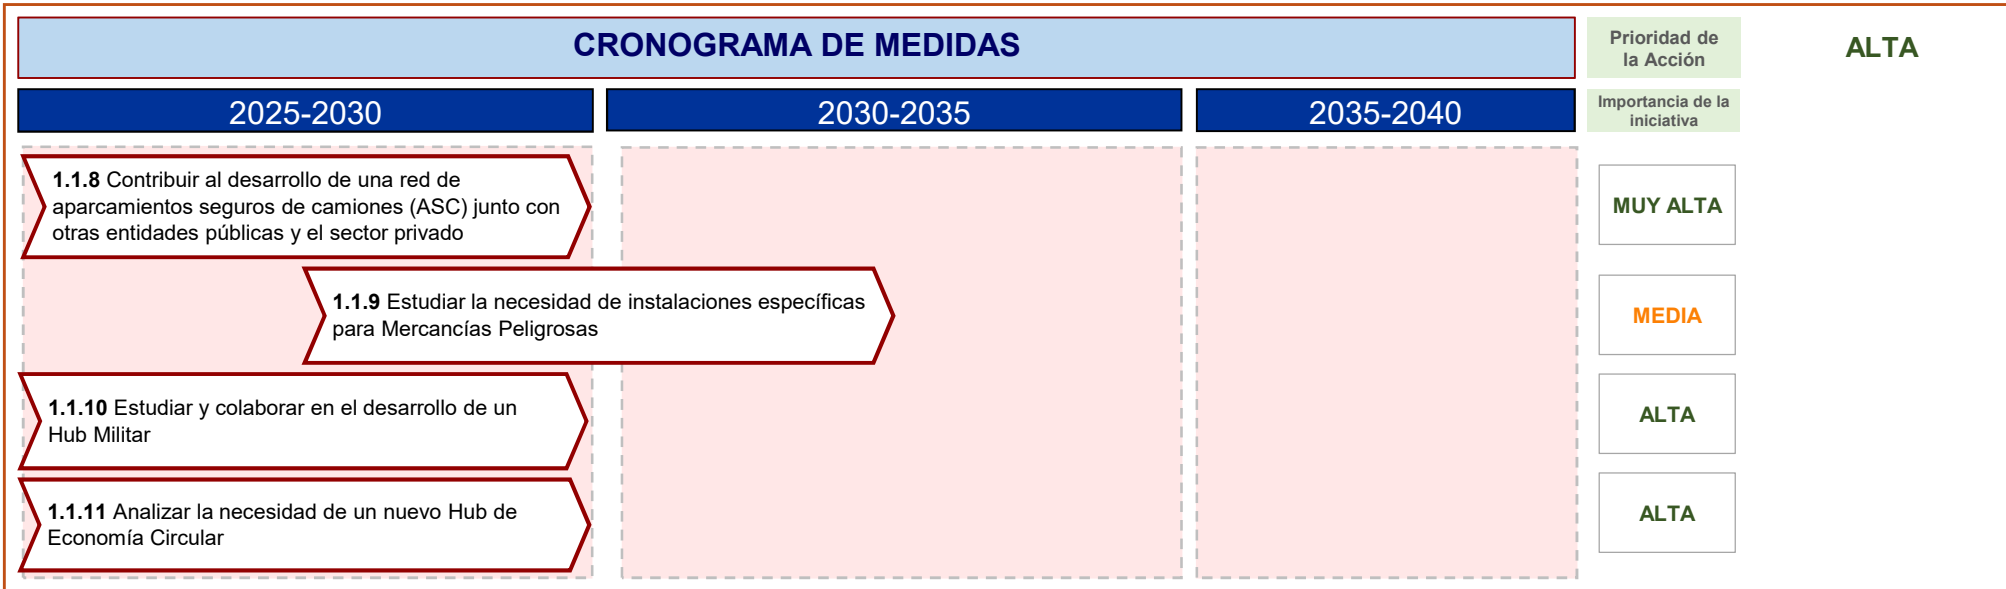 CRONOGRAMA DE MEDIDAS
Prioridad de
la Acción
ALTA
2025-2030
2030-2035
2035-2040
Importancia de la
iniciativa
1.1.8 Contribuir al desarrollo de una red de
aparcamientos seguros de camiones (ASC) junto con
otras entidades públicas y el sector privado
MUY ALTA
1.1.9 Estudiar la necesidad de instalaciones específicas
para Mercancías Peligrosas
MEDIA
1.1.10 Estudiar y colaborar en el desarrollo de un
Hub Militar
ALTA
1.1.11 Analizar la necesidad de un nuevo Hub de
Economía Circular
ALTA